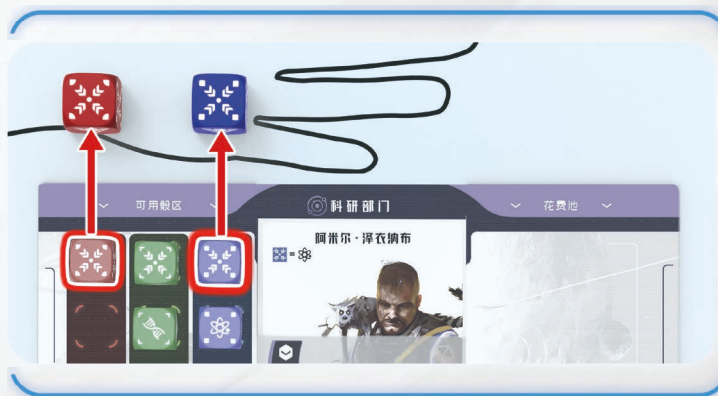 可用骰区
科研部门
花费池
阿米尔·泽衣纳布
=